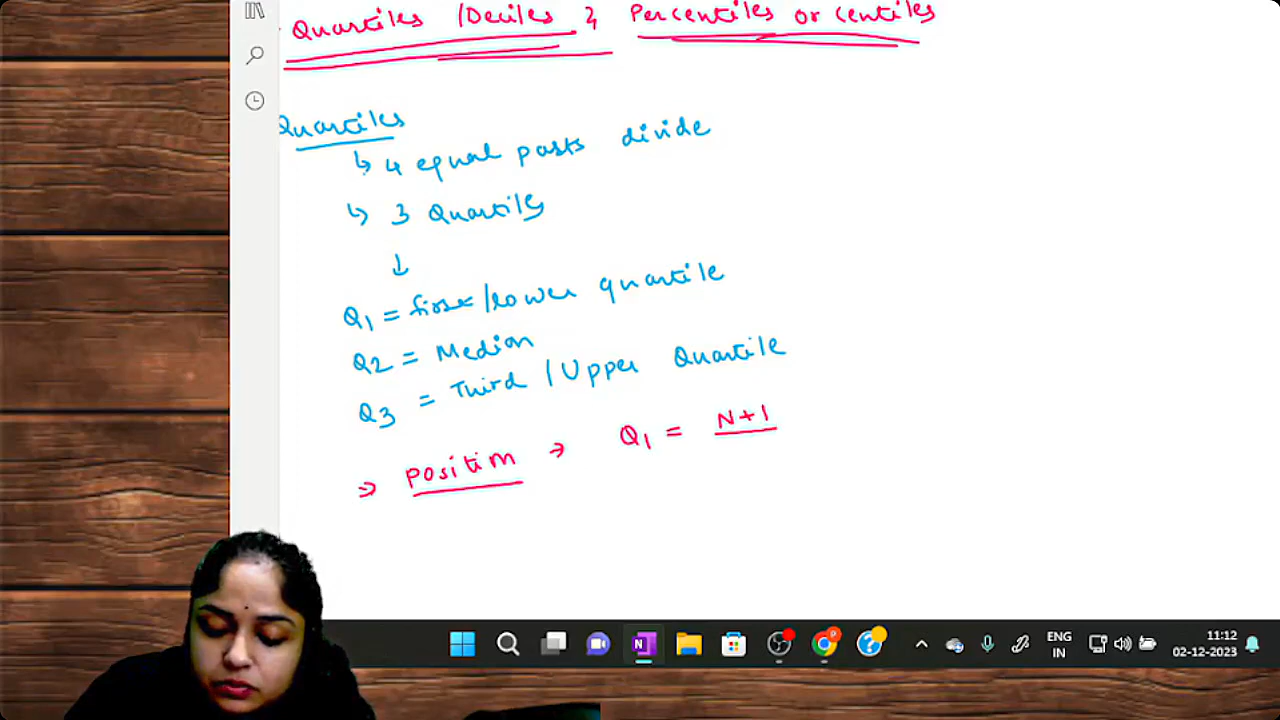 Quartiles /Deciles & Percentiles or Centiles
Quartiles
↳ 4 equal parts divide
↳ 3 Quartiles
↓
Q1 = first/lower quartile
Q2 = Median
Q3 = Third / Upper Quartile
⇒ Position → Q1 = N+1
ENG
IN
11:12
02-12-2023